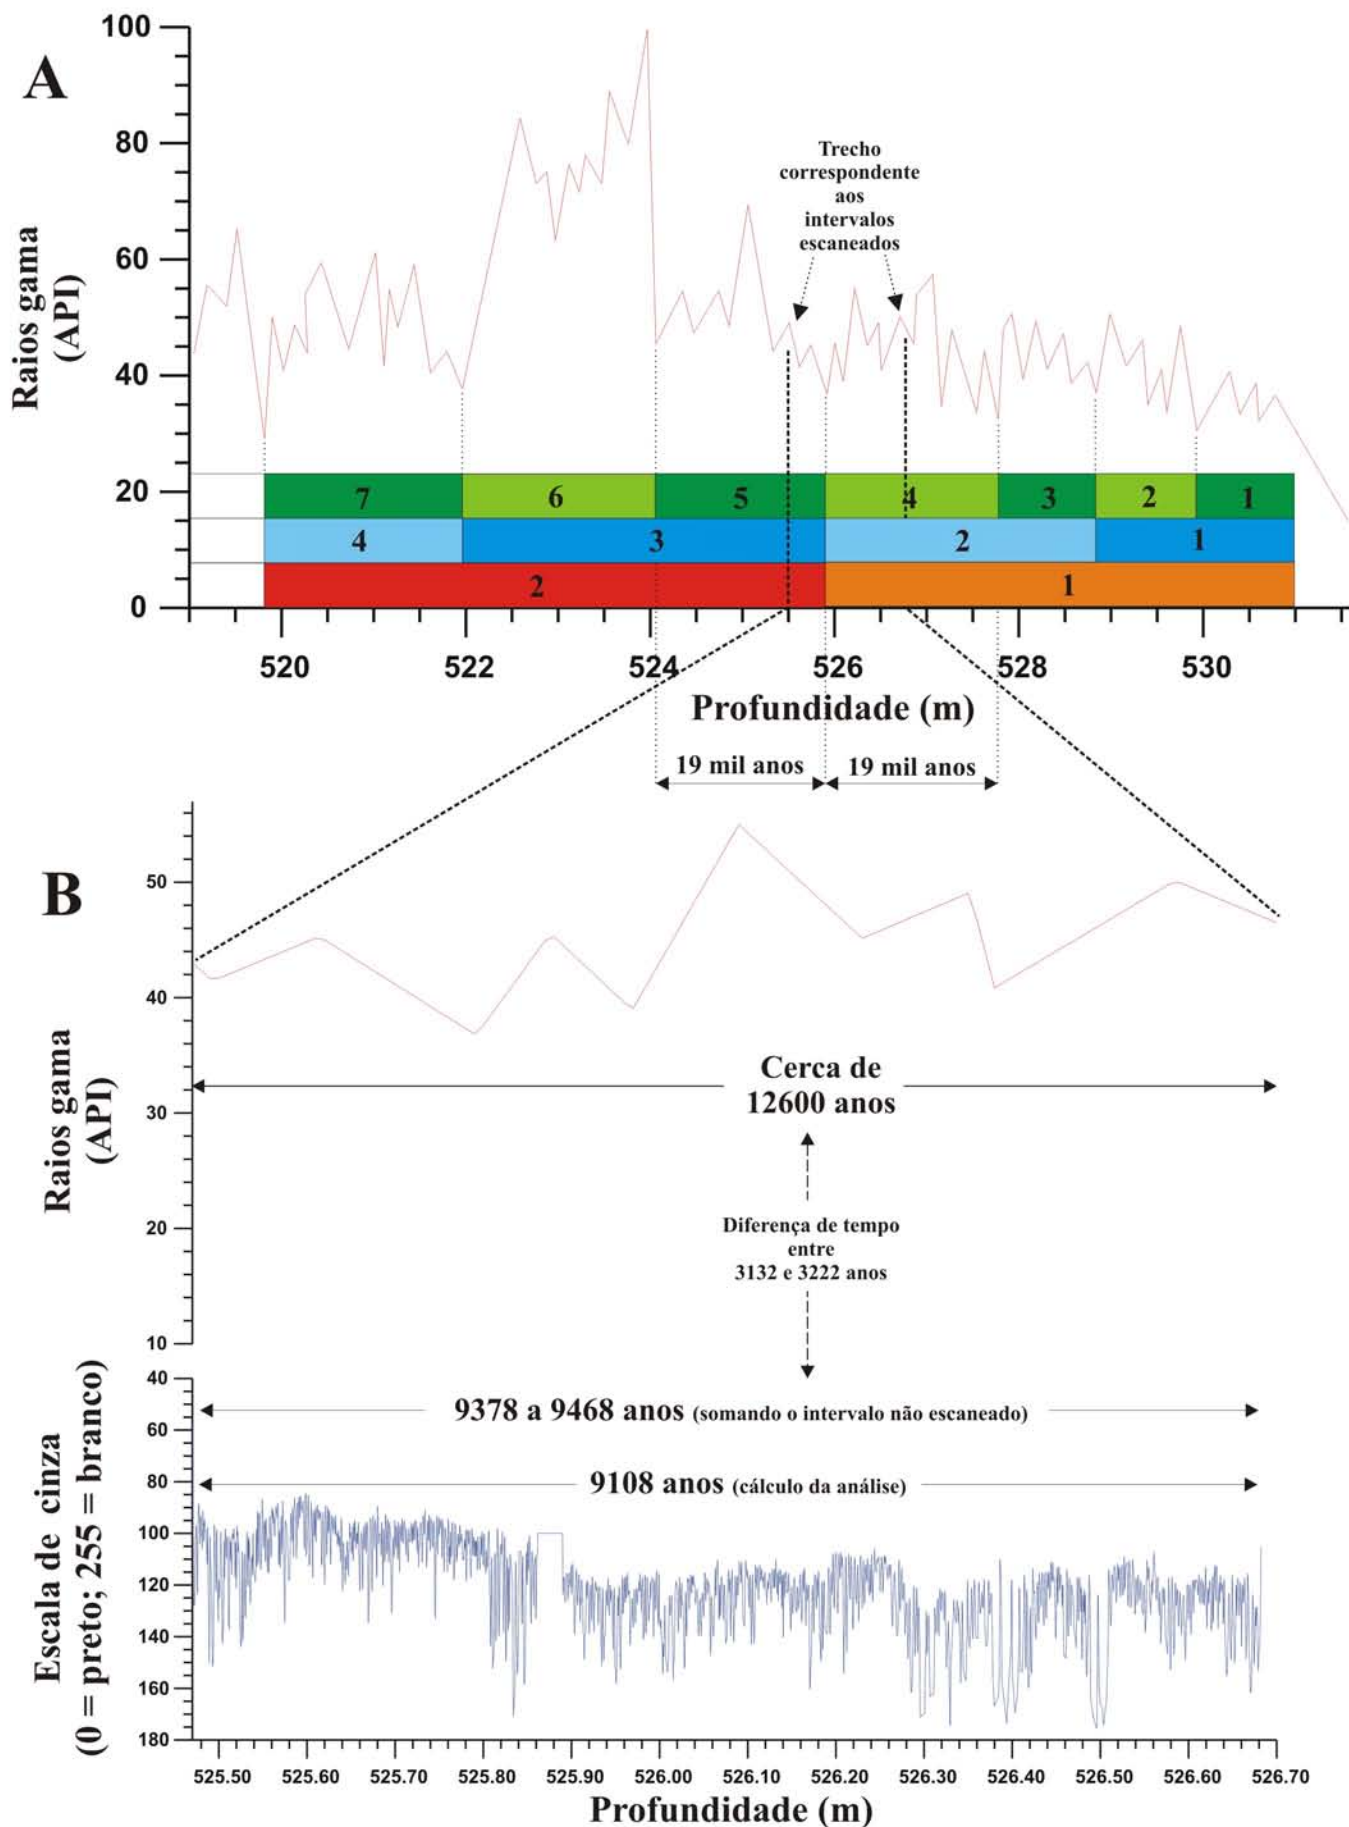 A
Raios gama
(API)
100
80
60
40
20
0
Trecho
correspondente
aos
intervalos
escaneados
7 6 5 4 3 2 1
4 3 2 1
2 1
520 522 524 526 528 530
Profundidade (m)
19 mil anos 19 mil anos
B
Raios gama
(API)
50
40
30
20
10
Cerca de
12600 anos
Diferença de tempo
entre
3132 e 3222 anos
Escala de cinza
(0 = preto; 255 = branco)
40
60
80
100
120
140
160
180
9378 a 9468 anos (somando o intervalo não escaneado)
9108 anos (cálculo da análise)
525.50 525.60 525.70 525.80 525.90 526.00 526.10 526.20 526.30 526.40 526.50 526.60 526.70
Profundidade (m)